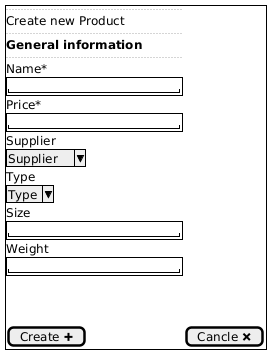 Create new Product
General information
Name*
Price*
Supplier
Supplier
Type
Type
Size
Weight
Create Cancle